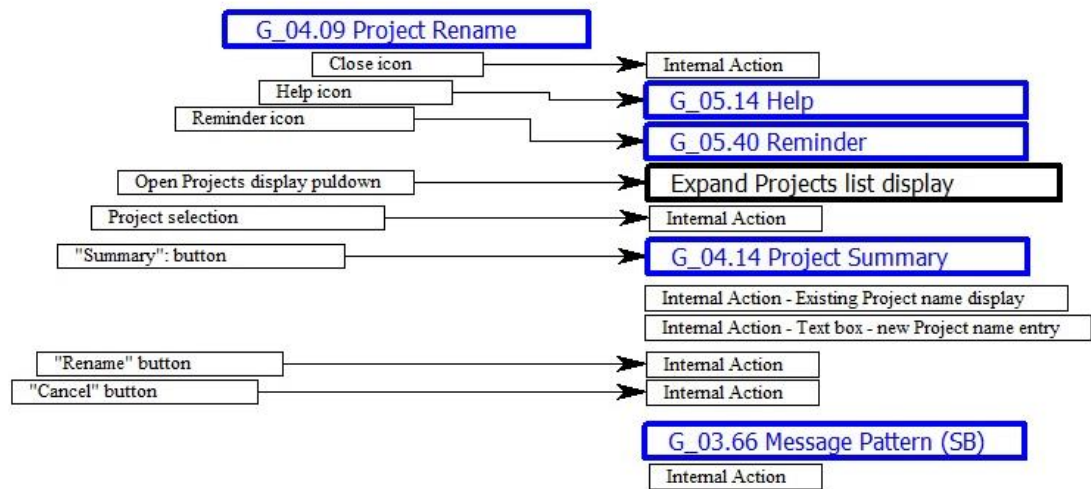 G_04.09 Project Rename
Close icon
Internal Action
Help icon
G_05.14 Help
Reminder icon
G_05.40 Reminder
Open Projects display puldown
Expand Projects list display
Project selection
Internal Action
"Summary": button
G_04.14 Project Summary
Internal Action - Existing Project name display
Internal Action - Text box - new Project name entry
"Rename" button
Internal Action
"Cancel" button
Internal Action
G_03.66 Message Pattern (SB)
Internal Action